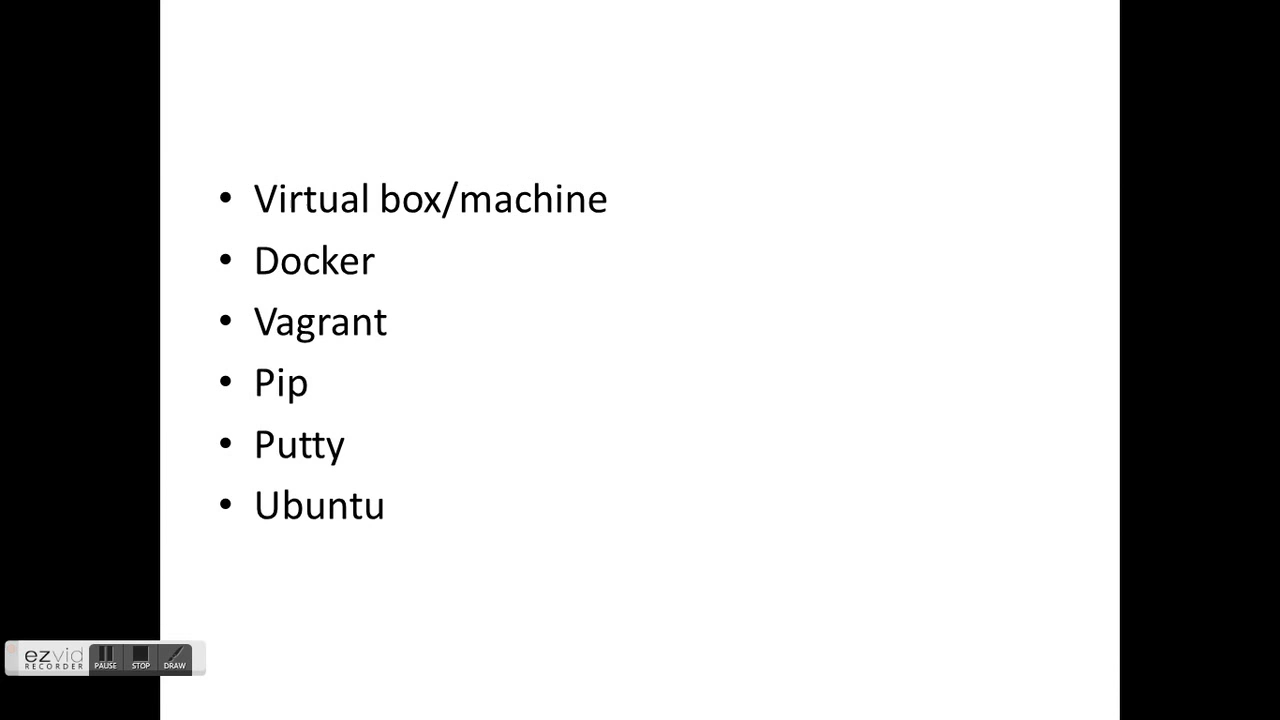 • Virtual box/machine
• Docker
• Vagrant
• Pip
• Putty
• Ubuntu
ezvid
RECORDER
PAUSE STOP DRAW